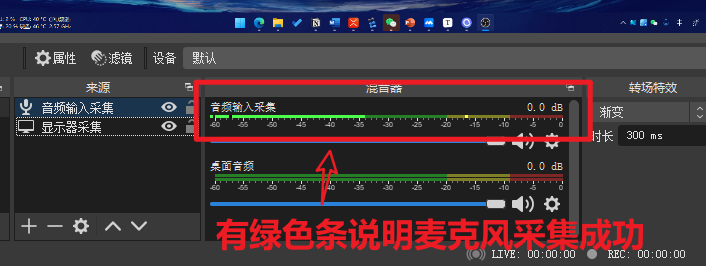 CPU: 40 °C
属性
滤镜
设备
默认
来源
混音器
转场特效
音频输入采集
显示器采集
音频输入采集
0.0 dB
-60 -55 -50 -45 -40 -35 -30 -25 -20 -15 -10 -5 0
桌面音频
0.0 dB
-60 -55 -50 -45 -40 -35 -30 -25 -20 -15 -10 -5 0
渐变
时长
300 ms
有绿色条说明麦克风采集成功
LIVE: 00:00:00
REC: 00:00:00